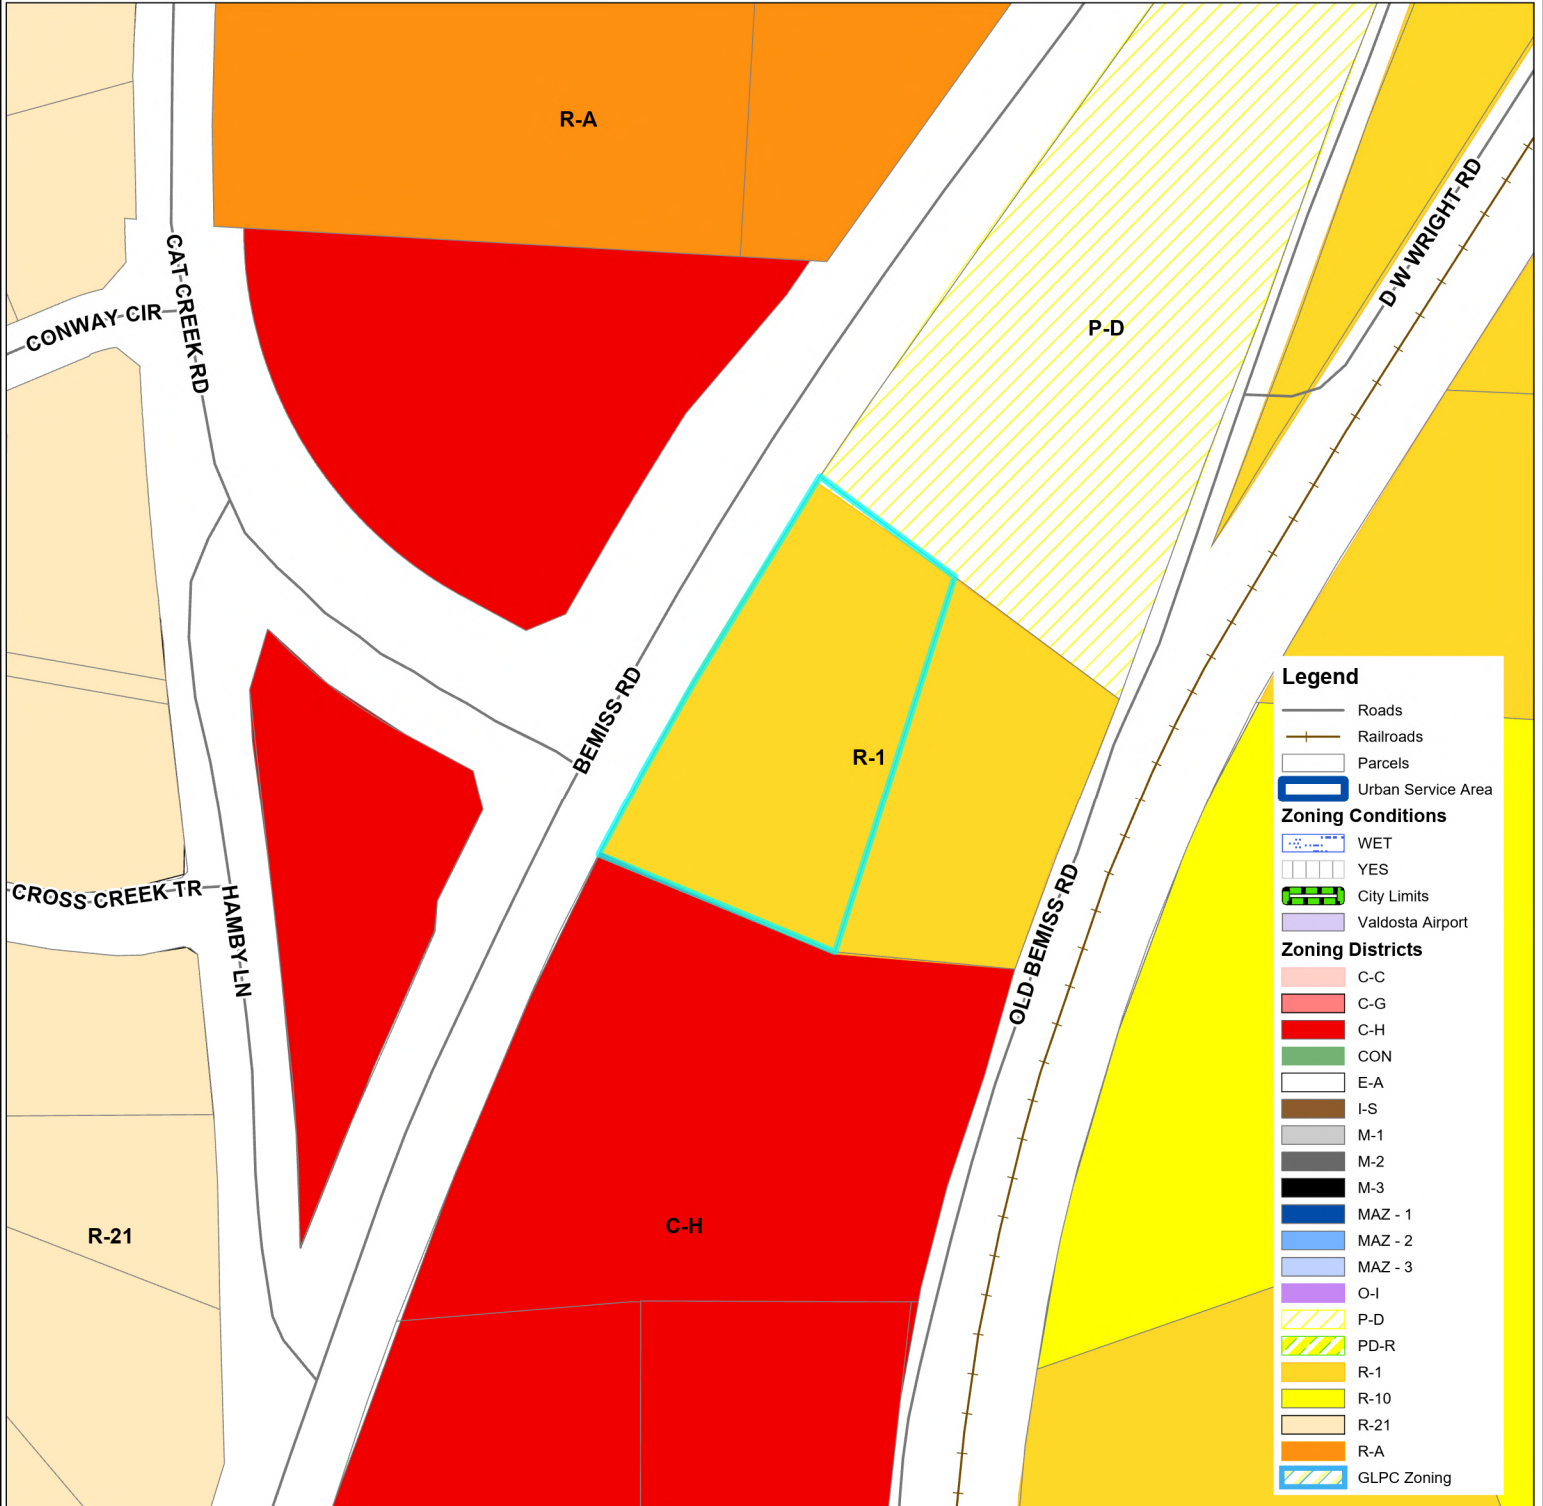 R-A
D-W-WRIGHT-RD
CAT-CREEK-RD
CONWAY-CIR
P-D
BEMISS-RD
R-1
CROSS-CREEK-TR
HAMBY-LN
OLD-BEMISS-RD
R-21
C-H
Legend
Roads
Railroads
Parcels
Urban Service Area
Zoning Conditions
WET
YES
City Limits
Valdosta Airport
Zoning Districts
C-C
C-G
C-H
CON
E-A
I-S
M-1
M-2
M-3
MAZ - 1
MAZ - 2
MAZ - 3
O-I
P-D
PD-R
R-1
R-10
R-21
R-A
GLPC Zoning